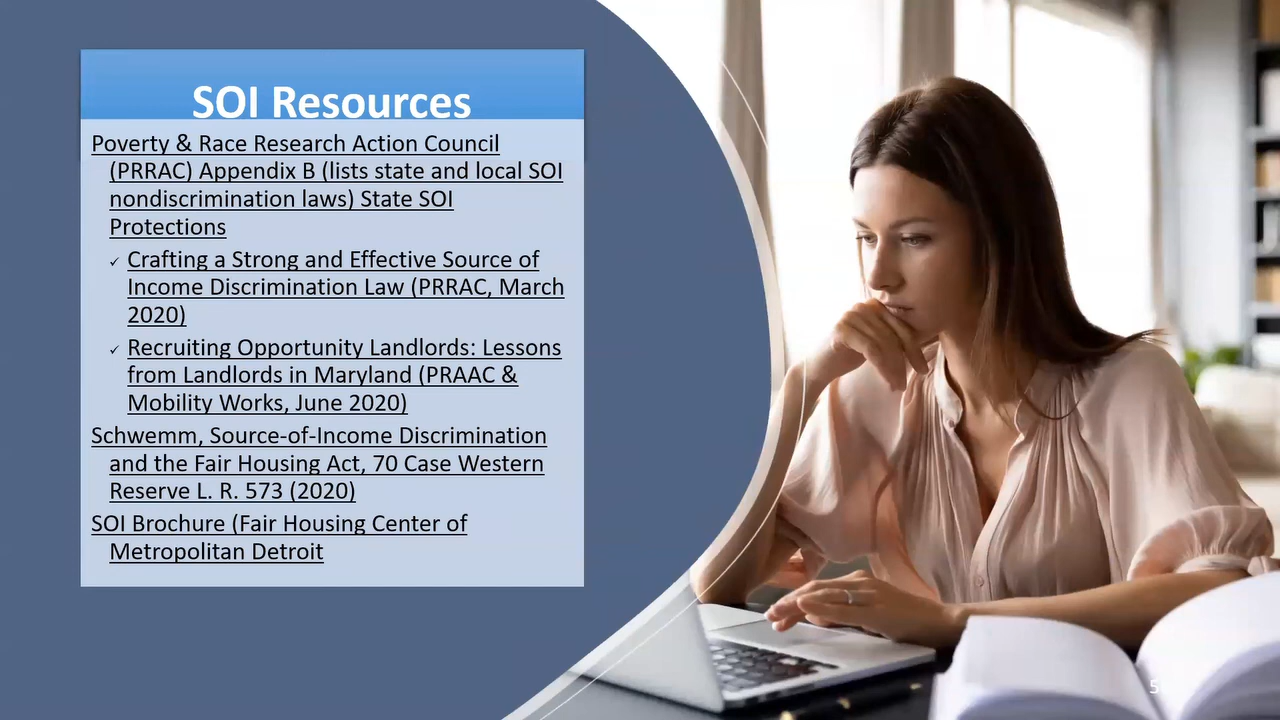 SOI Resources
Poverty & Race Research Action Council
(PRRAC) Appendix B (lists state and local SOI
nondiscrimination laws) State SOI
Protections
✓ Crafting a Strong and Effective Source of
Income Discrimination Law (PRRAC, March
2020)
✓ Recruiting Opportunity Landlords: Lessons
from Landlords in Maryland (PRAAC &
Mobility Works, June 2020)
Schwemm, Source-of-Income Discrimination
and the Fair Housing Act, 70 Case Western
Reserve L. R. 573 (2020)
SOI Brochure (Fair Housing Center of
Metropolitan Detroit